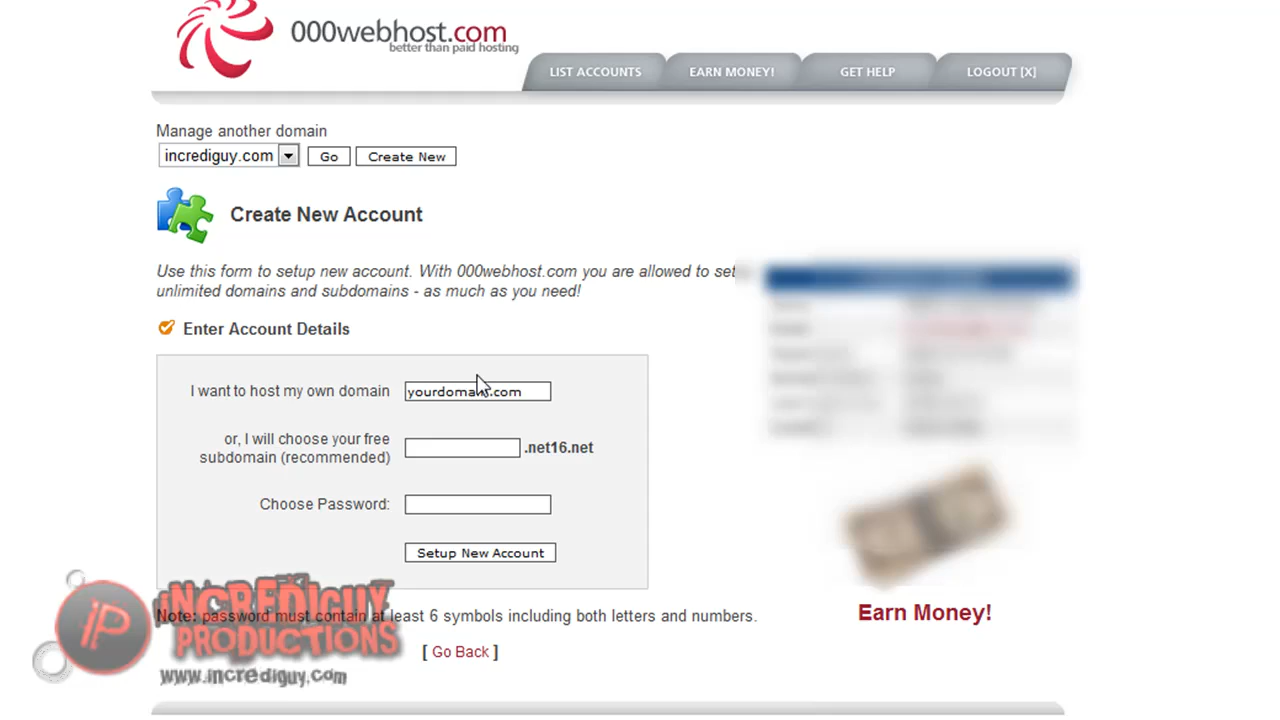 000webhost.com
better than paid hosting
LIST ACCOUNTS
EARN MONEY!
GET HELP
LOGOUT [X]
Manage another domain
incrediguy.com
Go
Create New
Create New Account
Use this form to setup new account. With 000webhost.com you are allowed to set
unlimited domains and subdomains - as much as you need!
Enter Account Details
I want to host my own domain
yourdomain.com
or, I will choose your free
subdomain (recommended)
.net16.net
Choose Password:
Setup New Account
Note: password must contain at least 6 symbols including both letters and numbers.
[ Go Back ]
Earn Money!
iP
iNCREDiGUY
PRODUCTiONS
www.incrediguy.com